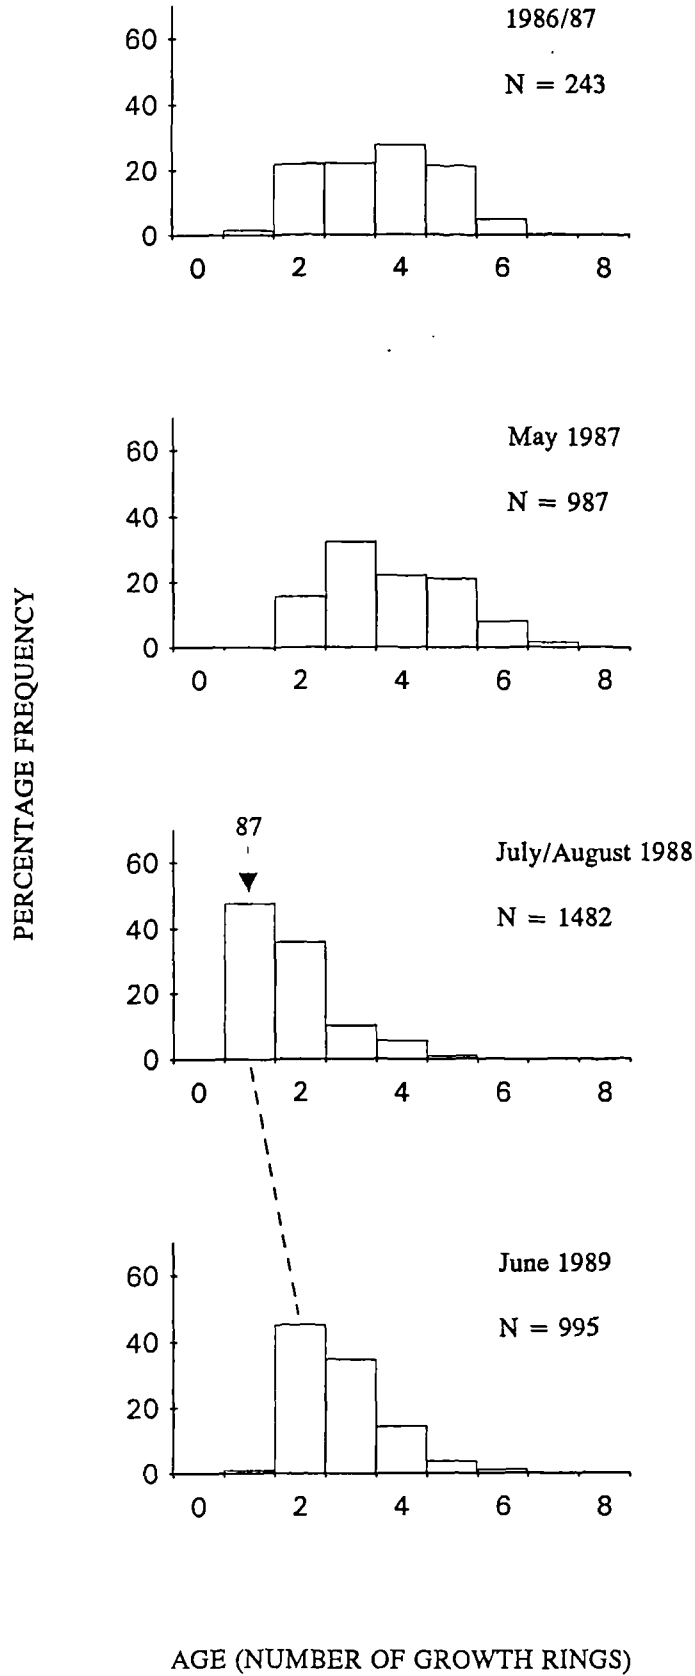 1986/87
N = 243
60
40
20
0
0 2 4 6 8
May 1987
N = 987
60
40
20
0
0 2 4 6 8
PERCENTAGE FREQUENCY
87
July/August 1988
N = 1482
60
40
20
0
0 2 4 6 8
June 1989
N = 995
60
40
20
0
0 2 4 6 8
AGE (NUMBER OF GROWTH RINGS)